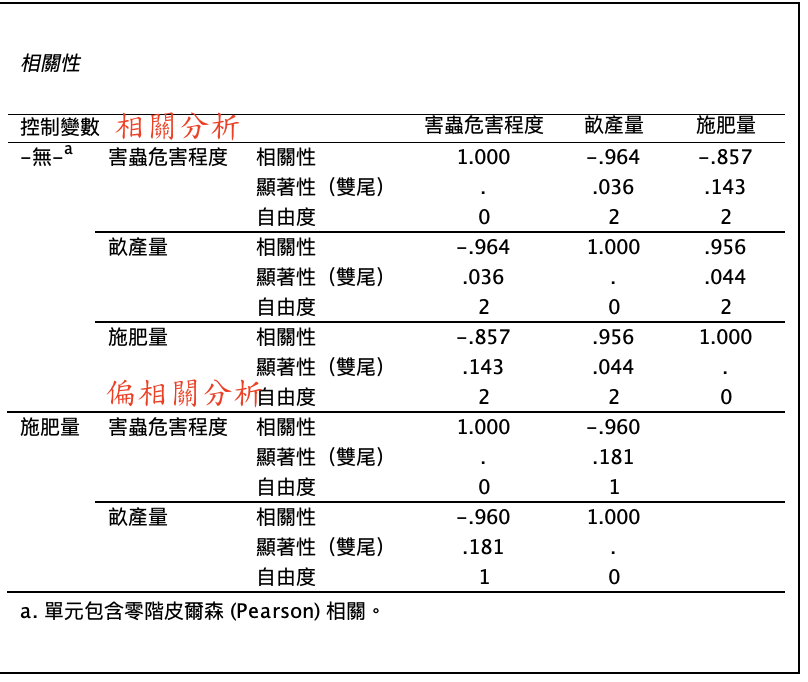 相關性
控制變數 相關分析 害蟲危害程度 畝產量 施肥量
–無–a 害蟲危害程度 相關性 1.000 –.964 –.857
顯著性（雙尾） . .036 .143
自由度 0 2 2
畝產量 相關性 –.964 1.000 .956
顯著性（雙尾） .036 . .044
自由度 2 0 2
施肥量 相關性 –.857 .956 1.000
顯著性（雙尾） .143 .044 .
偏相關分析 自由度 2 2 0
施肥量 害蟲危害程度 相關性 1.000 –.960
顯著性（雙尾） . .181
自由度 0 1
畝產量 相關性 –.960 1.000
顯著性（雙尾） .181 .
自由度 1 0
a. 單元包含零階皮爾森 (Pearson) 相關。